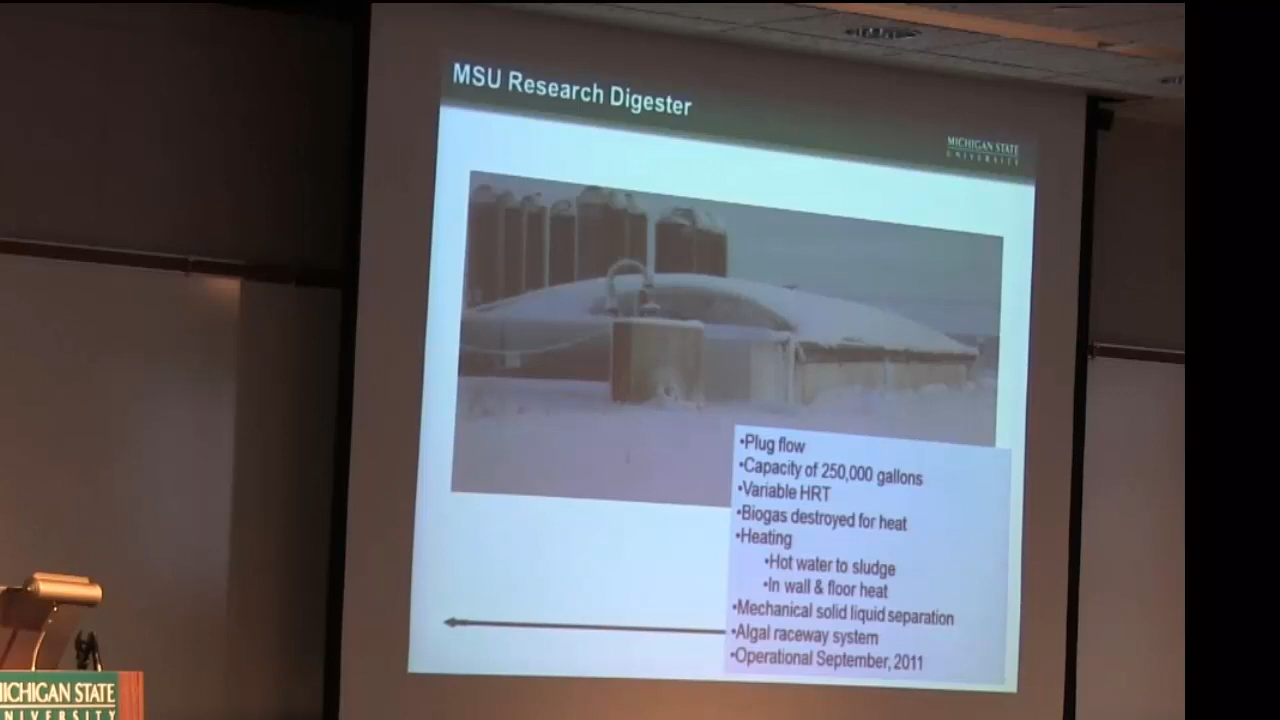 MSU Research Digester
MICHIGAN STATE
UNIVERSITY
•Plug flow
•Capacity of 250,000 gallons
•Variable HRT
•Biogas destroyed for heat
•Heating
•Hot water to sludge
•In wall & floor heat
•Mechanical solid liquid separation
•Algal raceway system
•Operational September, 2011
MICHIGAN STATE
UNIVERSITY